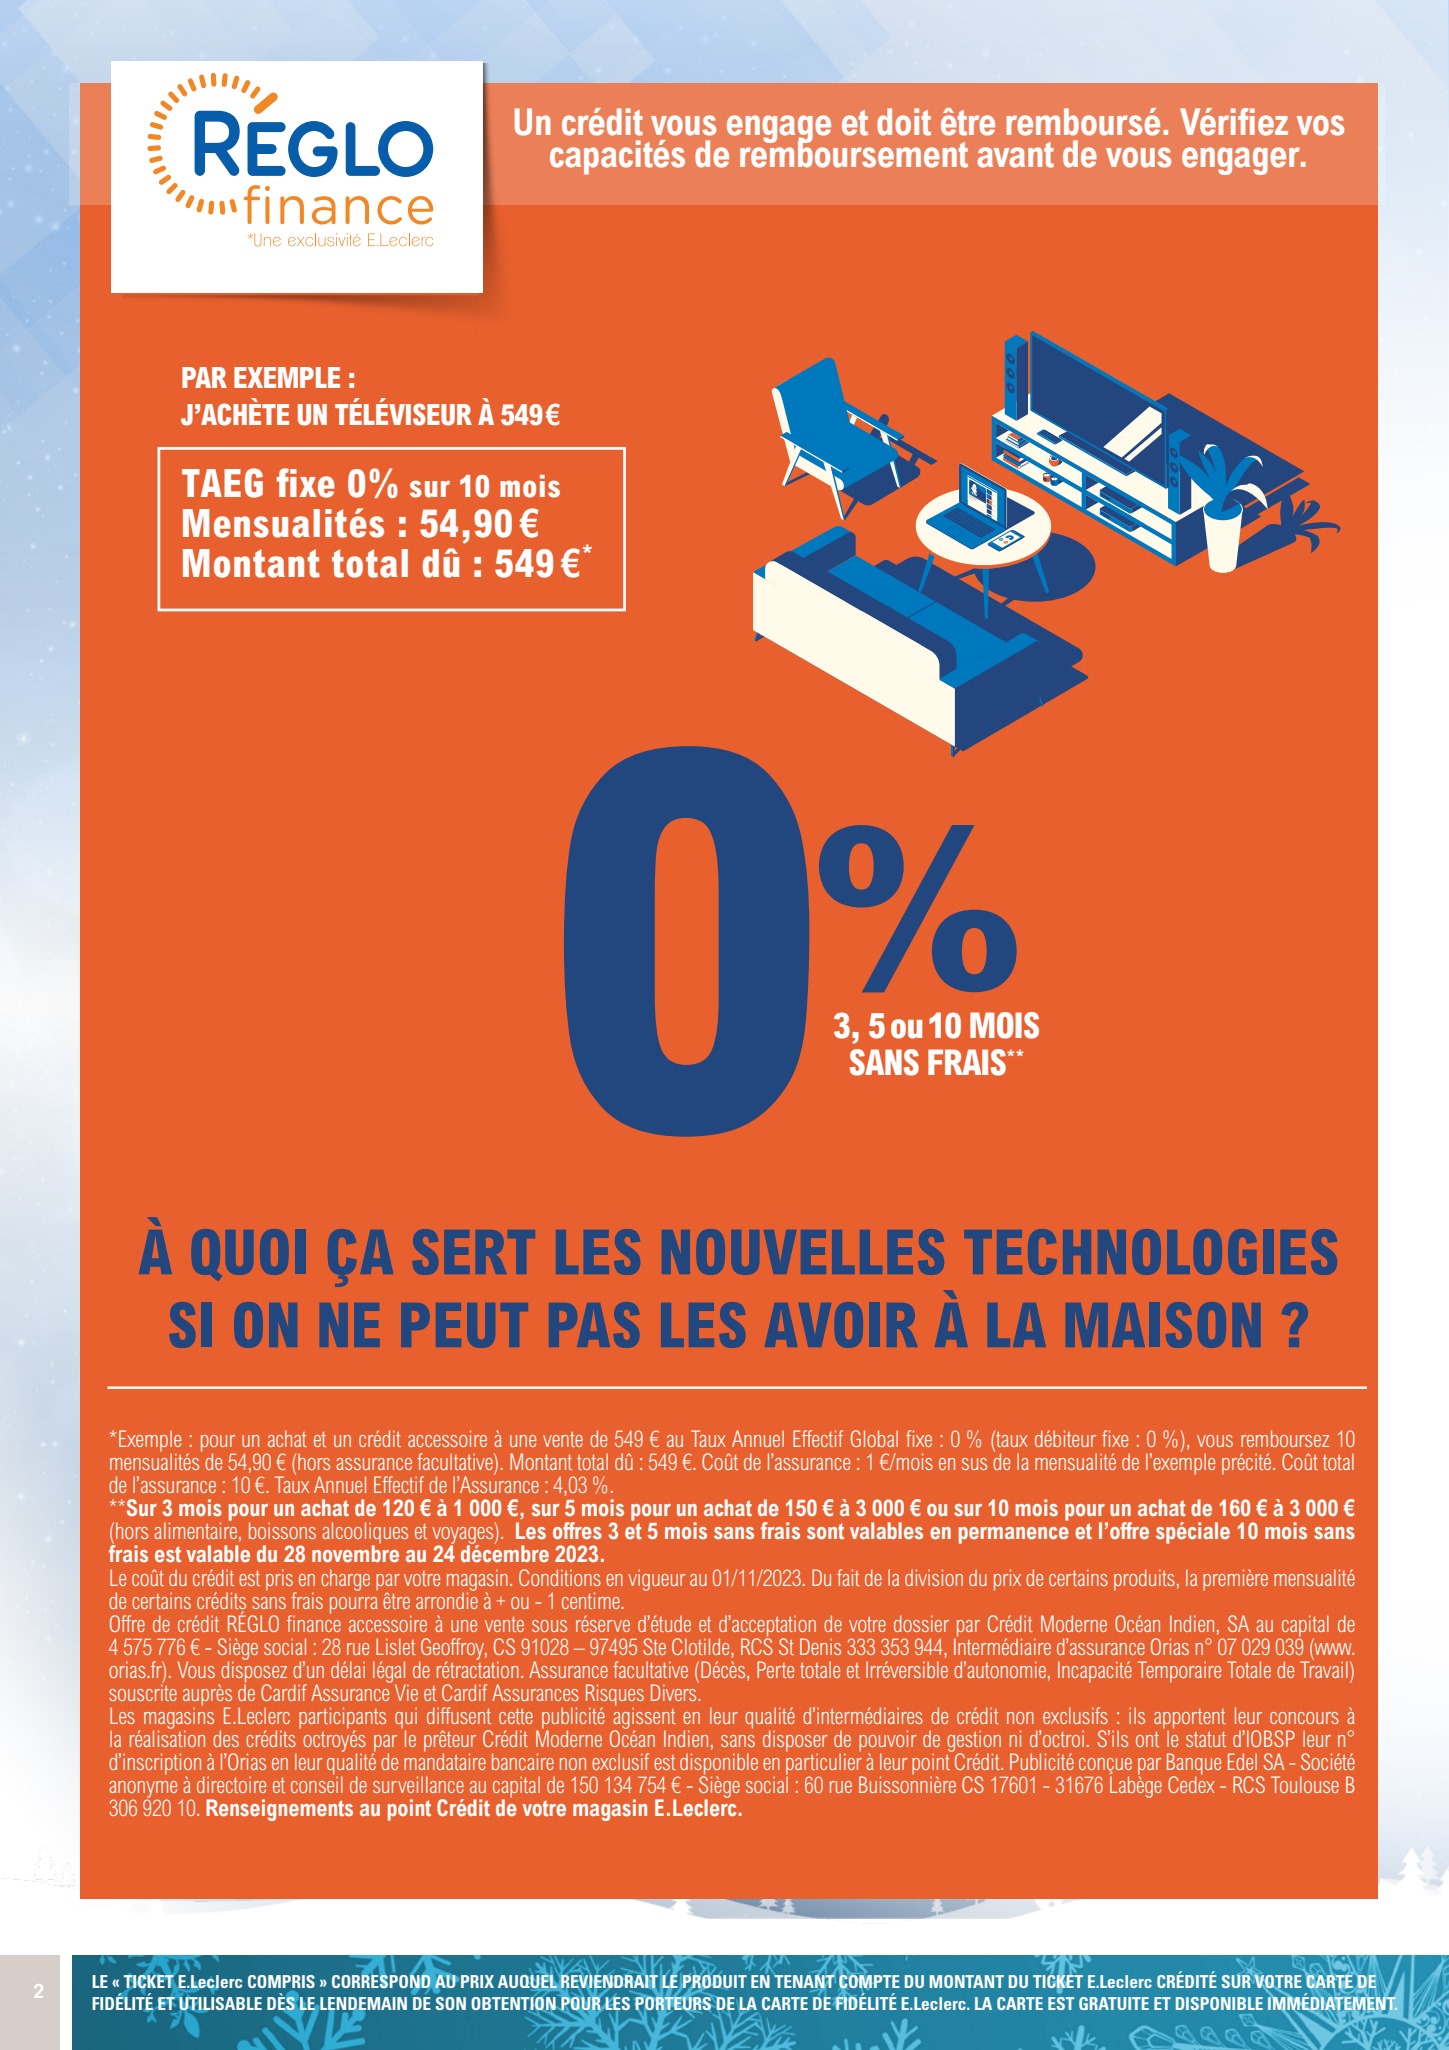 RÉGLO
finance
*Une exclusivité E.Leclerc
Un crédit vous engage et doit être remboursé. Vérifiez vos
capacités de remboursement avant de vous engager.
PAR EXEMPLE :
J’ACHÈTE UN TÉLÉVISEUR À 549€
TAEG fixe 0% sur 10 mois
Mensualités : 54,90 €
Montant total dû : 549 €*
0%
3, 5 ou 10 MOIS
SANS FRAIS**
À QUOI ÇA SERT LES NOUVELLES TECHNOLOGIES
SI ON NE PEUT PAS LES AVOIR À LA MAISON ?
*Exemple : pour un achat et un crédit accessoire à une vente de 549 € au Taux Annuel Effectif Global fixe : 0 % (taux débiteur fixe : 0 %), vous remboursez 10
mensualités de 54,90 € (hors assurance facultative). Montant total dû : 549 €. Coût de l’assurance : 1 €/mois en sus de la mensualité de l’exemple précité. Coût total
de l’assurance : 10 €. Taux Annuel Effectif de l’Assurance : 4,03 %.
**Sur 3 mois pour un achat de 120 € à 1 000 €, sur 5 mois pour un achat de 150 € à 3 000 € ou sur 10 mois pour un achat de 160 € à 3 000 €
(hors alimentaire, boissons alcooliques et voyages). Les offres 3 et 5 mois sans frais sont valables en permanence et l’offre spéciale 10 mois sans
frais est valable du 28 novembre au 24 décembre 2023.
Le coût du crédit est pris en charge par votre magasin. Conditions en vigueur au 01/11/2023. Du fait de la division du prix de certains produits, la première mensualité
de certains crédits sans frais pourra être arrondie à + ou - 1 centime.
Offre de crédit RÉGLO finance accessoire à une vente sous réserve d’étude et d’acceptation de votre dossier par Crédit Moderne Océan Indien, SA au capital de
4 575 776 € - Siège social : 28 rue Lislet Geoffroy, CS 91028 – 97495 Ste Clotilde, RCS St Denis 333 353 944, Intermédiaire d’assurance Orias n° 07 029 039 (www.
orias.fr). Vous disposez d’un délai légal de rétractation. Assurance facultative (Décès, Perte totale et Irréversible d’autonomie, Incapacité Temporaire Totale de Travail)
souscrite auprès de Cardif Assurance Vie et Cardif Assurances Risques Divers.
Les magasins E.Leclerc participants qui diffusent cette publicité agissent en leur qualité d’intermédiaires de crédit non exclusifs : ils apportent leur concours à
la réalisation des crédits octroyés par le prêteur Crédit Moderne Océan Indien, sans disposer de pouvoir de gestion ni d’octroi. S’ils ont le statut d’IOBSP leur n°
d’inscription à l’Orias en leur qualité de mandataire bancaire non exclusif est disponible en particulier à leur point Crédit. Publicité conçue par Banque Edel SA - Société
anonyme à directoire et conseil de surveillance au capital de 150 134 754 € - Siège social : 60 rue Buissonnière CS 17601 - 31676 Labège Cedex - RCS Toulouse B
306 920 10. Renseignements au point Crédit de votre magasin E.Leclerc.
2
LE « TICKET E.Leclerc COMPRIS » CORRESPOND AU PRIX AUQUEL REVIENDRAIT LE PRODUIT EN TENANT COMPTE DU MONTANT DU TICKET E.Leclerc CRÉDITÉ SUR VOTRE CARTE DE
FIDÉLITÉ ET UTILISABLE DÈS LE LENDEMAIN DE SON OBTENTION POUR LES PORTEURS DE LA CARTE DE FIDÉLITÉ E.Leclerc. LA CARTE EST GRATUITE ET DISPONIBLE IMMÉDIATEMENT.